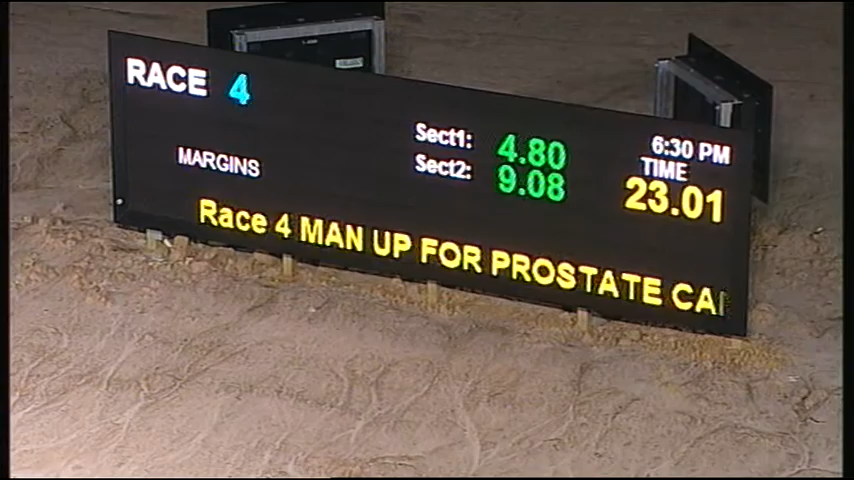 RACE 4
Sect1: 4.80
6:30 PM
MARGINS
Sect2: 9.08
TIME
23.01
Race 4 MAN UP FOR PROSTATE CA